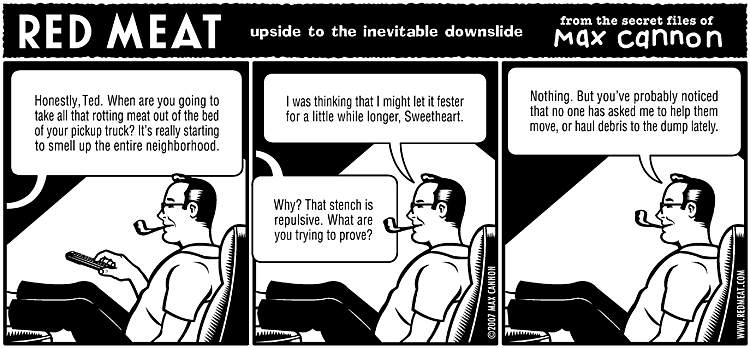 RED MEAT
upside to the inevitable downslide
from the secret files of
Max Cannon
Honestly, Ted. When are you going to
take all that rotting meat out of the bed
of your pickup truck? It's really starting
to smell up the entire neighborhood.
I was thinking that I might let it fester
for a little while longer, Sweetheart.
Why? That stench is
repulsive. What are
you trying to prove?
©2007 MAX CANNON
Nothing. But you've probably noticed
that no one has asked me to help them
move, or haul debris to the dump lately.
WWW.REDMEAT.COM